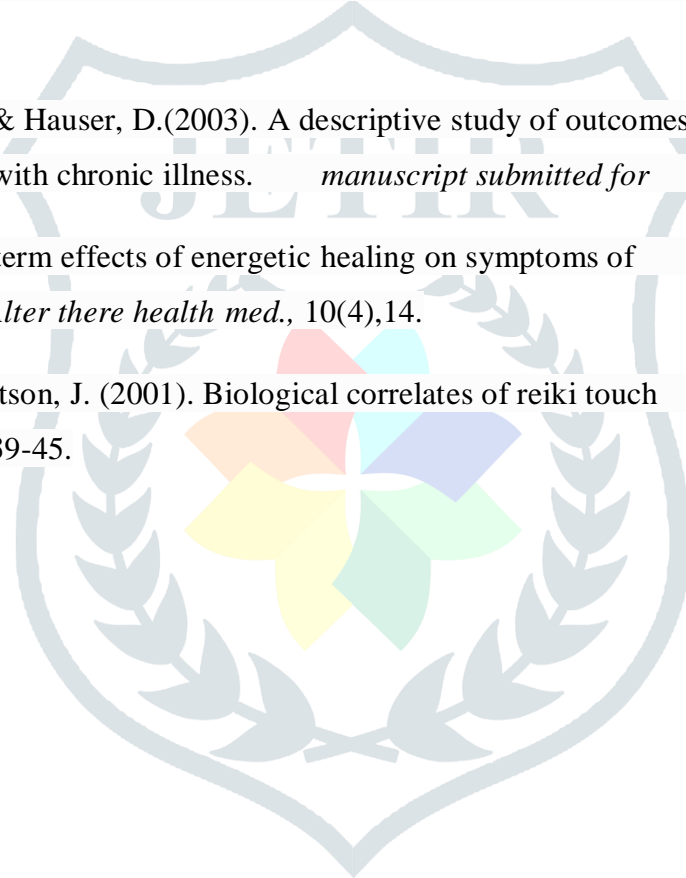 & Hauser, D.(2003). A descriptive study of outcomes
with chronic illness. manuscript submitted for
JETIR
term effects of energetic healing on symptoms of
lter there health med., 10(4),14.
tson, J. (2001). Biological correlates of reiki touch
39-45.